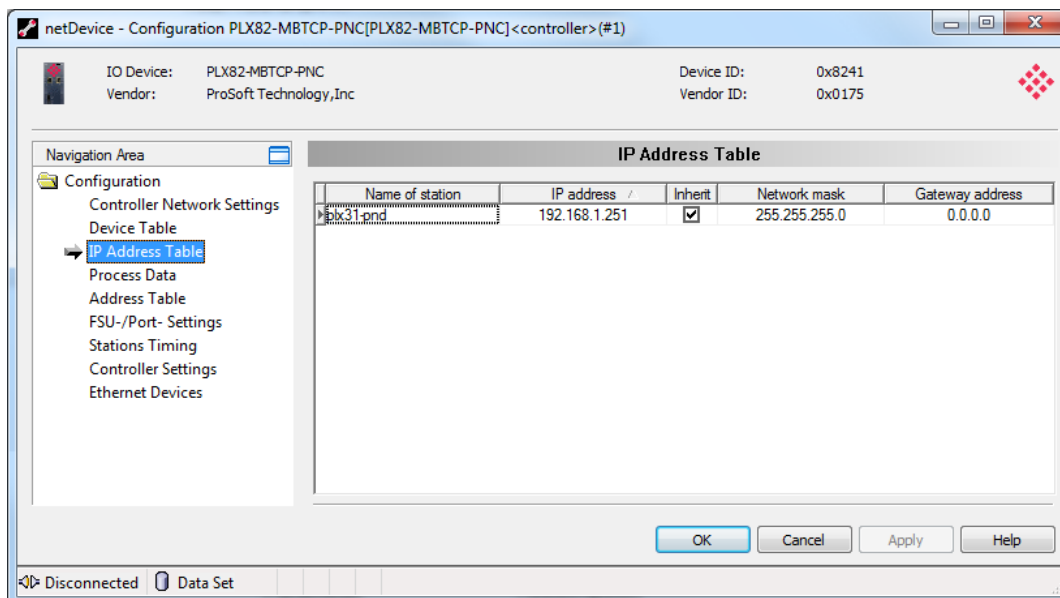 netDevice - Configuration PLX82-MBTCP-PNC[PLX82-MBTCP-PNC]<controller>(#1)
IO Device: PLX82-MBTCP-PNC Device ID: 0x8241
Vendor: ProSoft Technology,Inc Vendor ID: 0x0175
Navigation Area
Configuration
Controller Network Settings
Device Table
IP Address Table
Process Data
Address Table
FSU-/Port- Settings
Stations Timing
Controller Settings
Ethernet Devices
IP Address Table
Name of station IP address Inherit Network mask Gateway address
plx31-pnd 192.168.1.251 255.255.255.0 0.0.0.0
OK Cancel Apply Help
Disconnected Data Set